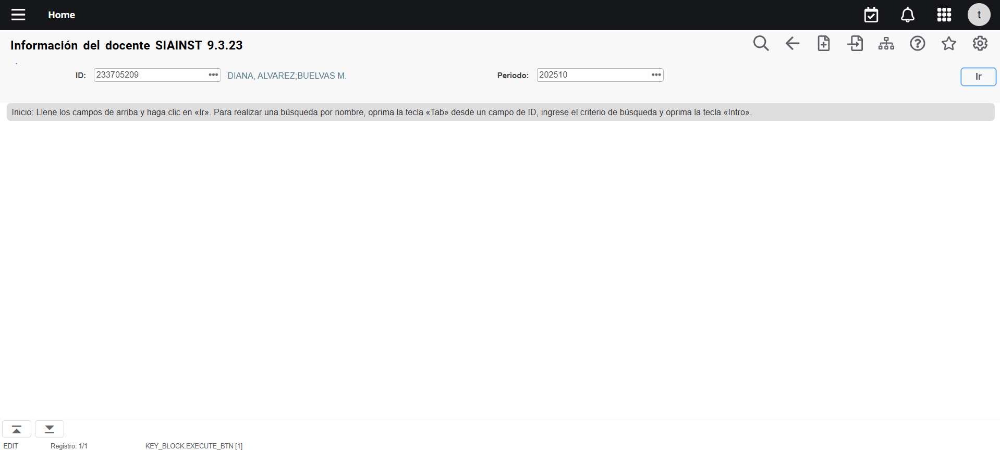 Home
t
Información del docente SIAINST 9.3.23
ID: 233705209 ••• DIANA, ALVAREZ;BUELVAS M. Periodo: 202510 ••• Ir
Inicio: Llene los campos de arriba y haga clic en «Ir». Para realizar una búsqueda por nombre, oprima la tecla «Tab» desde un campo de ID, ingrese el criterio de búsqueda y oprima la tecla «Intro».
EDIT Registro: 1/1 KEY_BLOCK.EXECUTE_BTN [1]